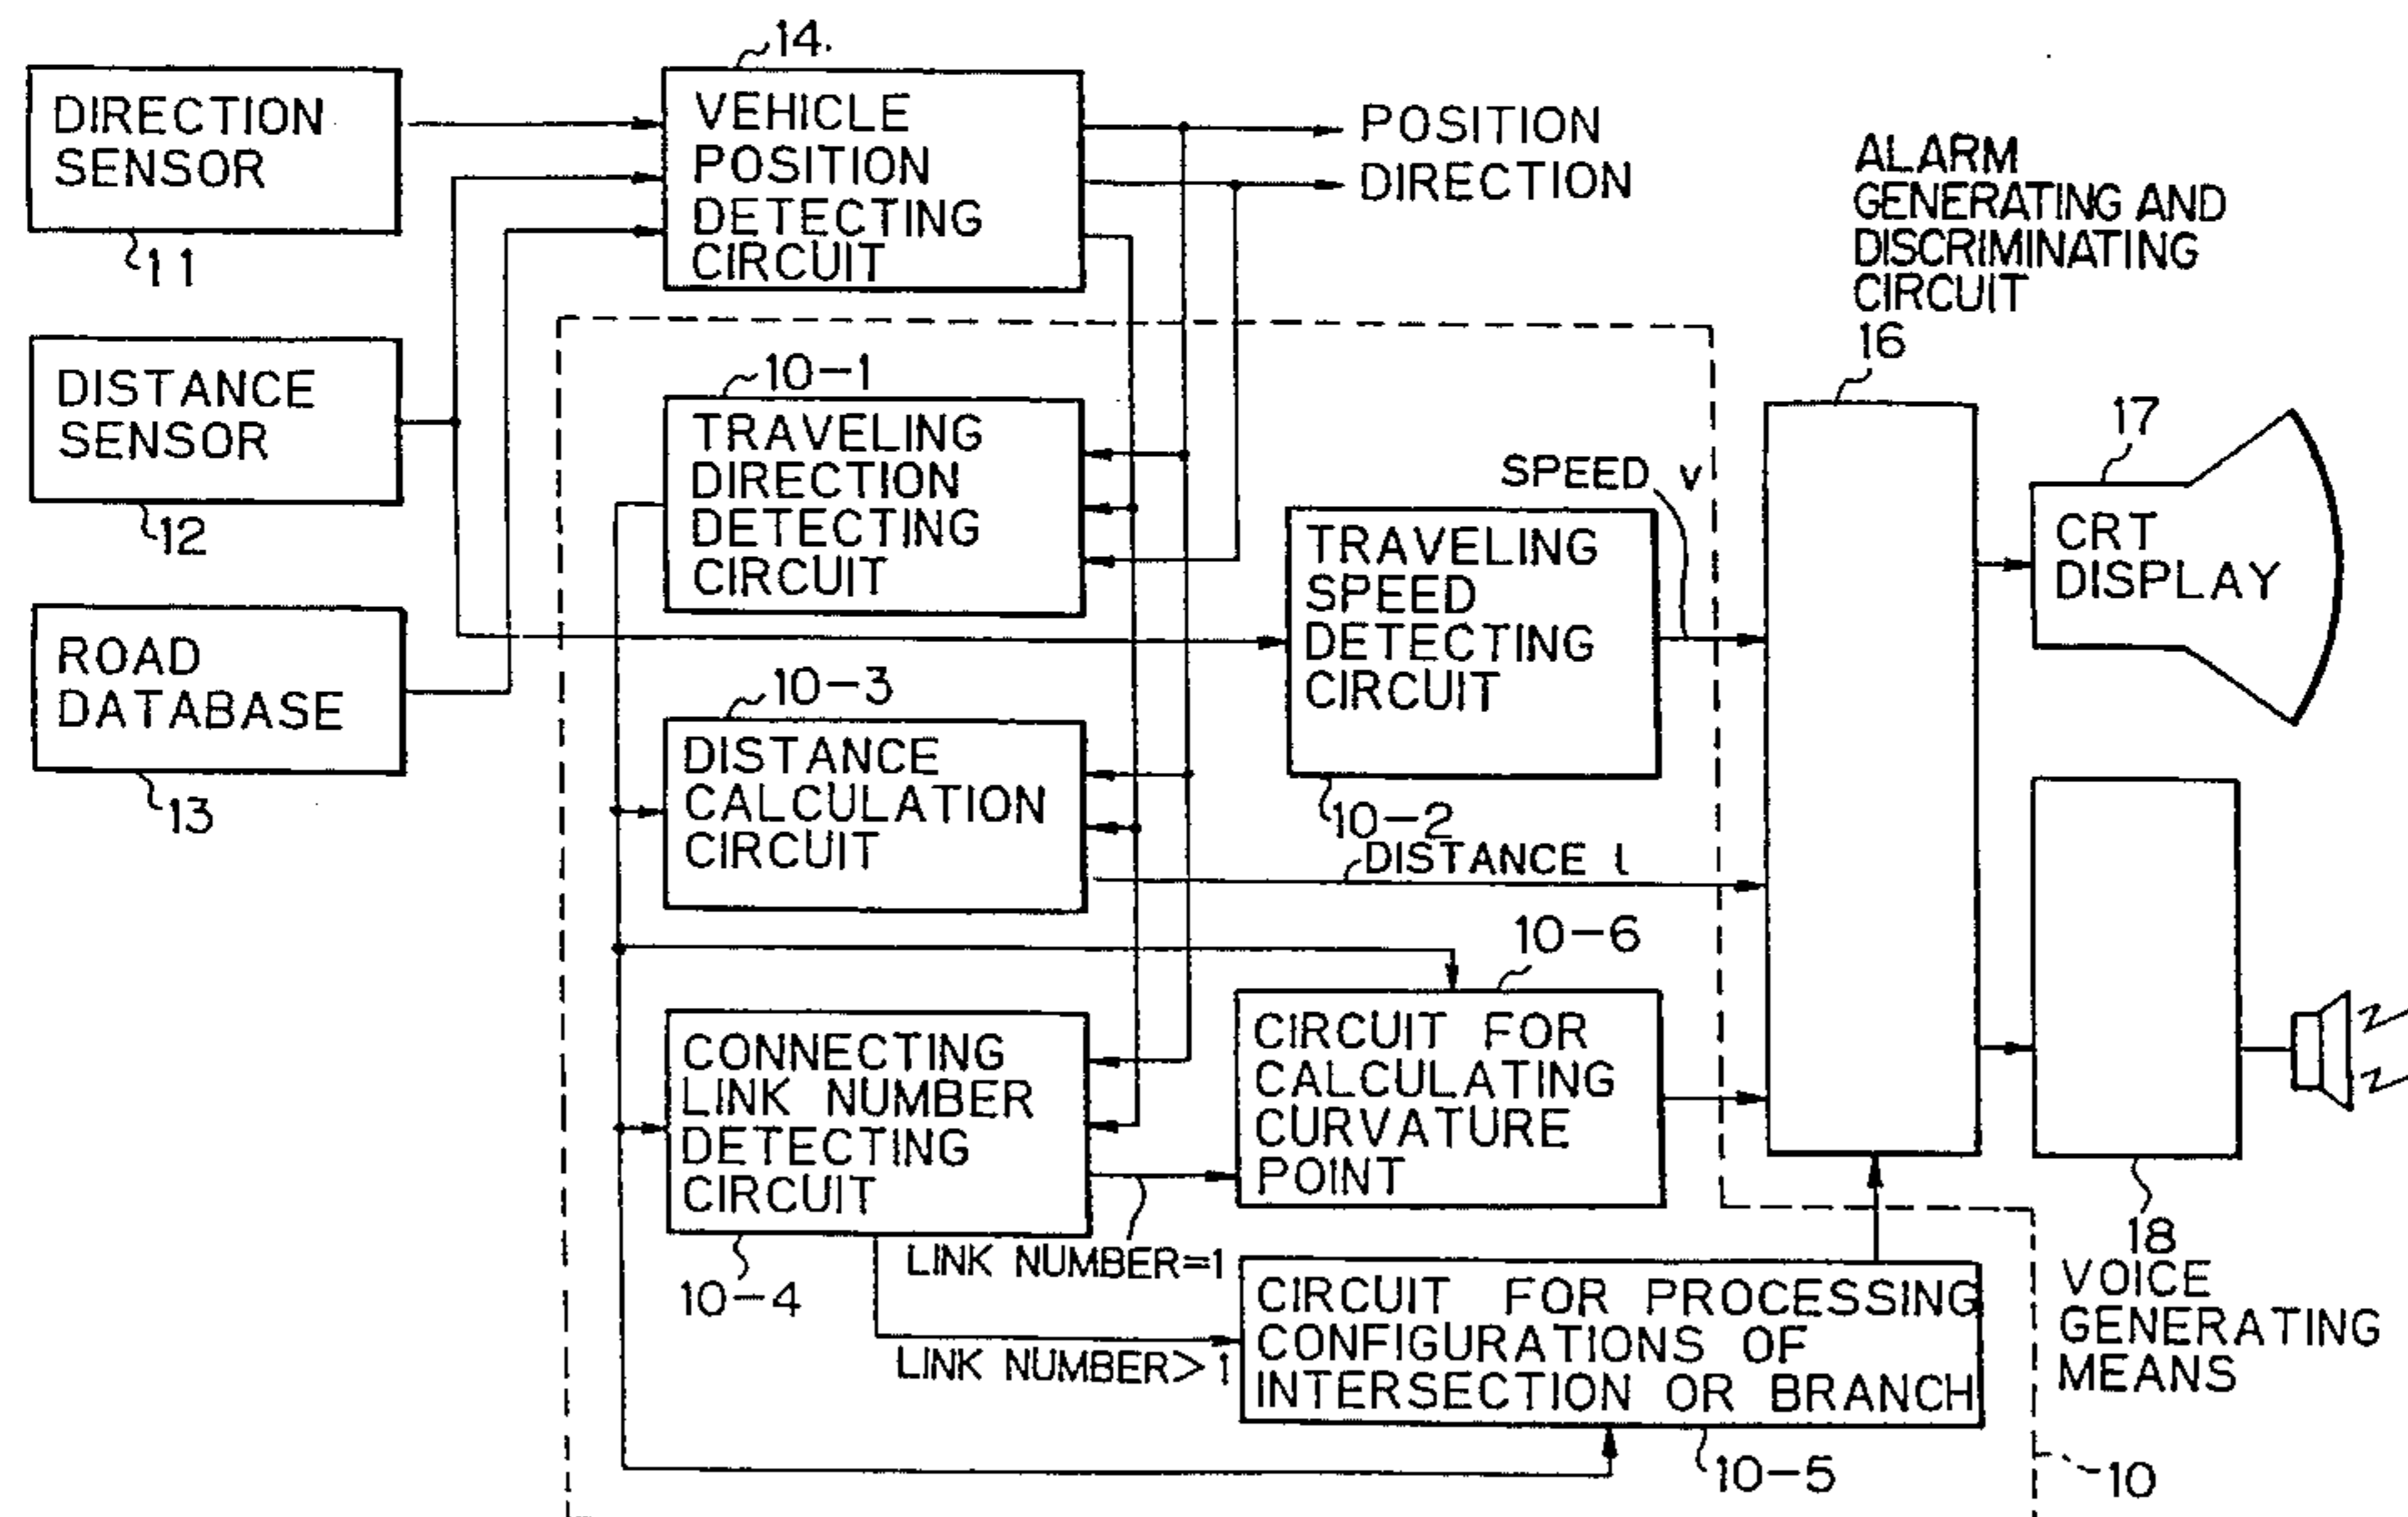 14.
DIRECTION
SENSOR
11
VEHICLE
POSITION
DETECTING
CIRCUIT
POSITION
DIRECTION
ALARM
GENERATING AND
DISCRIMINATING
CIRCUIT
16
DISTANCE
SENSOR
12
10-1
TRAVELING
DIRECTION
DETECTING
CIRCUIT
SPEED V
TRAVELING
SPEED
DETECTING
CIRCUIT
10-2
17
CRT
DISPLAY
ROAD
DATABASE
13
10-3
DISTANCE
CALCULATION
CIRCUIT
DISTANCE l
10-6
CONNECTING
LINK NUMBER
DETECTING
CIRCUIT
10-4
CIRCUIT FOR
CALCULATING
CURVATURE
POINT
LINK NUMBER=1
LINK NUMBER>1
CIRCUIT FOR PROCESSING
CONFIGURATIONS OF
INTERSECTION OR BRANCH
10-5
18
VOICE
GENERATING
MEANS
10